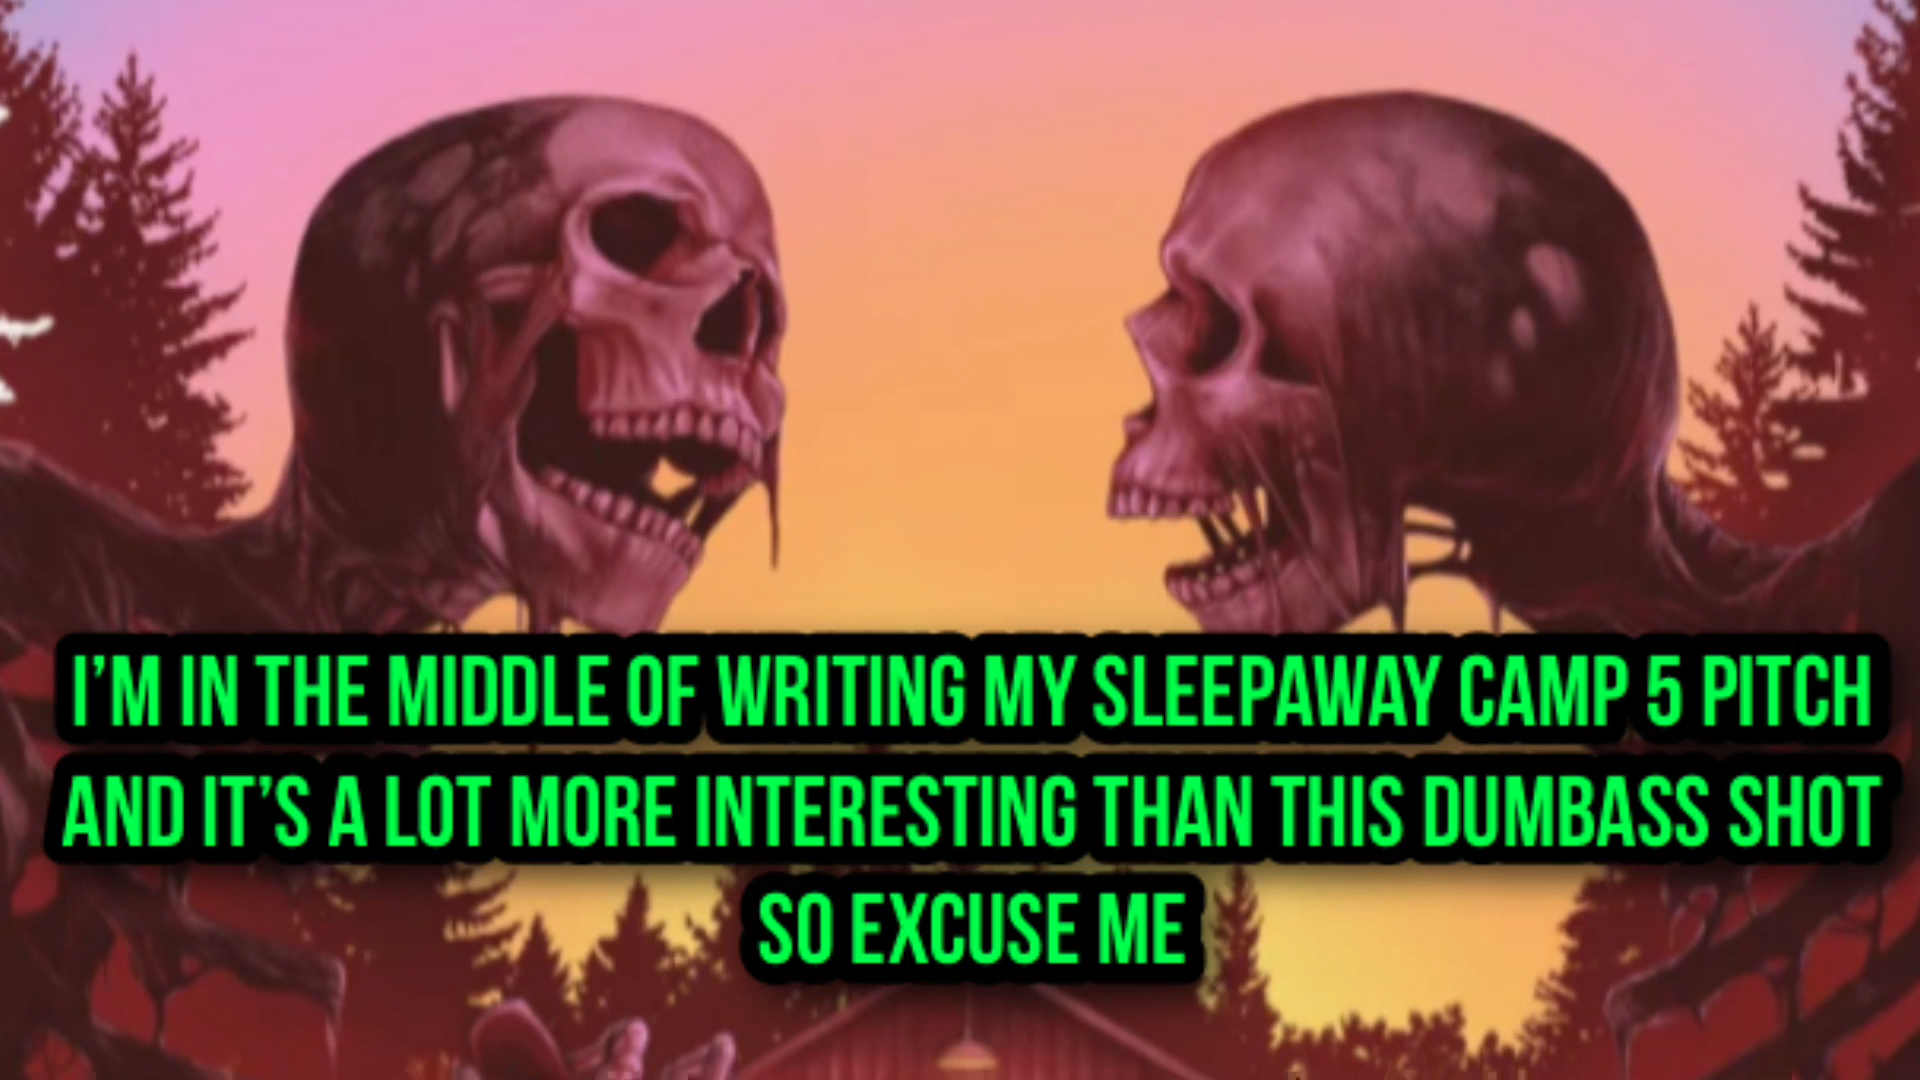 I'M IN THE MIDDLE OF WRITING MY SLEEPAWAY CAMP 5 PITCH
AND IT'S A LOT MORE INTERESTING THAN THIS DUMBASS SHOT
SO EXCUSE ME